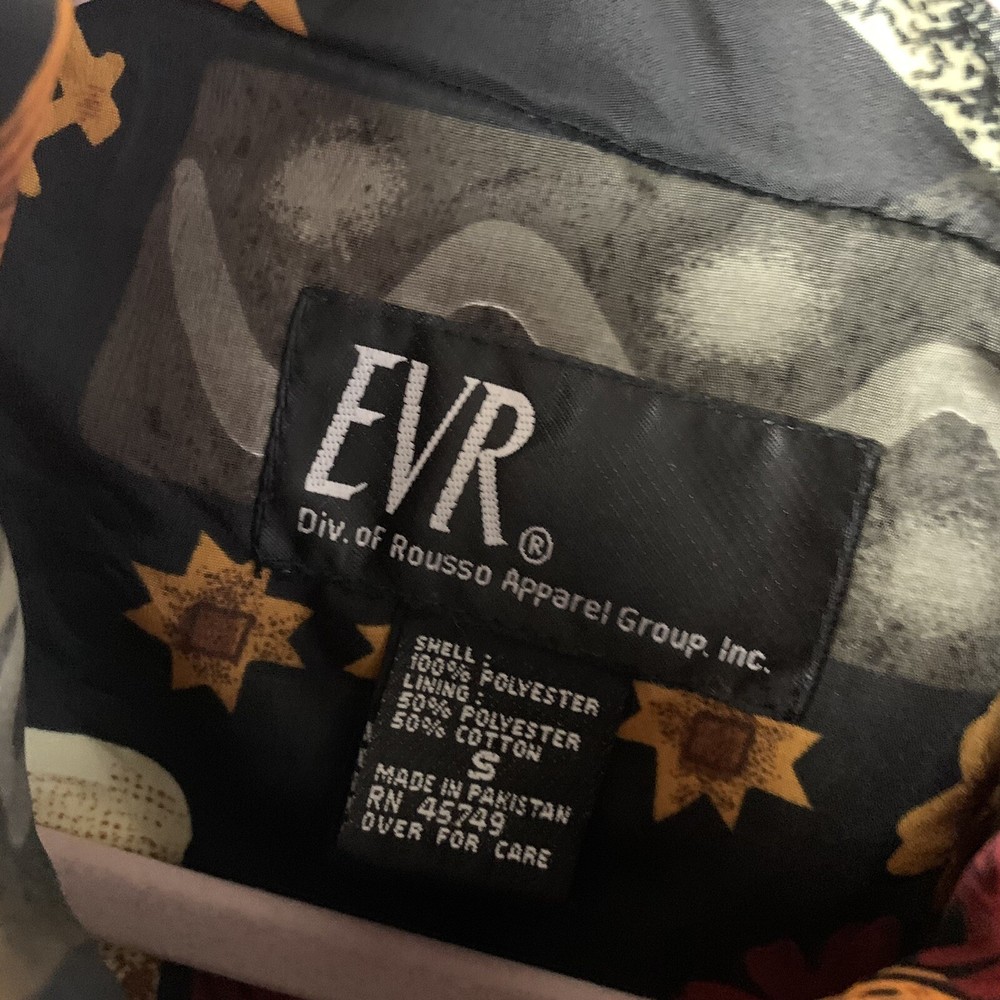 EVR®
Div. of Rousso Apparel Group. Inc.
SHELL :
100% POLYESTER
LINING :
50% POLYESTER
50% COTTON
S
MADE IN PAKISTAN
RN 45749
OVER FOR CARE